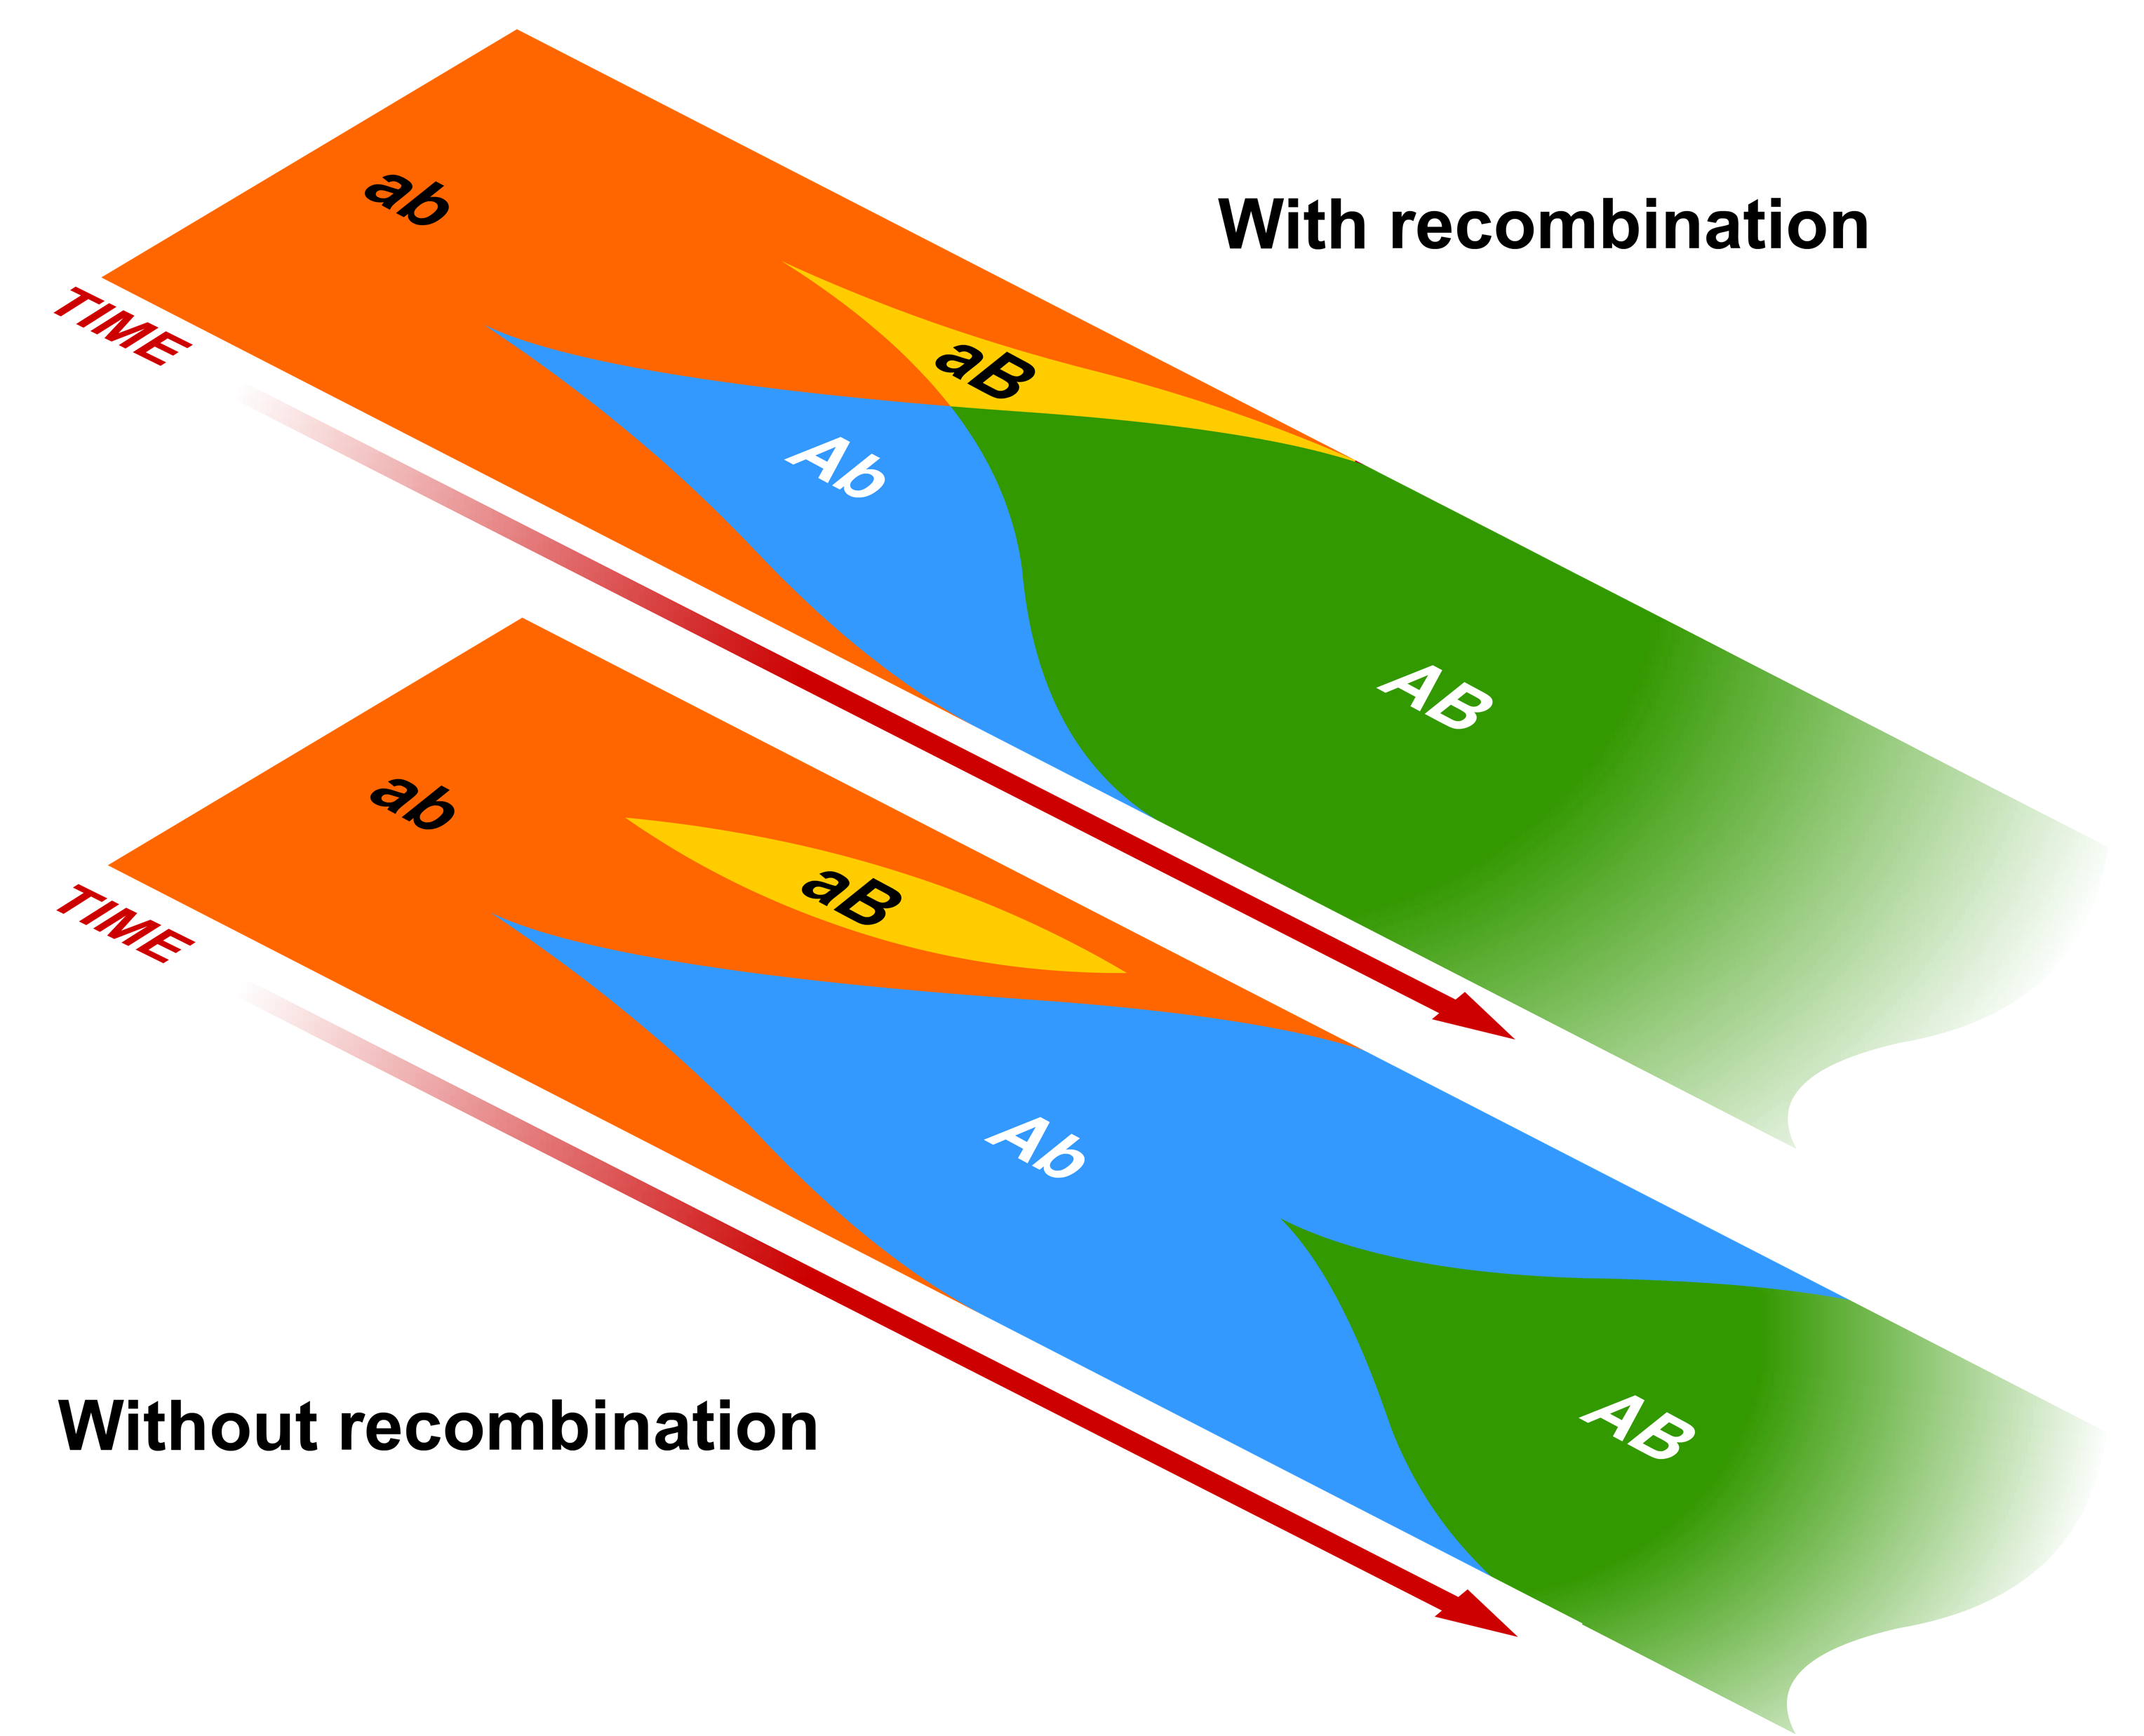 ab
With recombination
TIME
aB
Ab
AB
ab
TIME
aB
Ab
AB
Without recombination